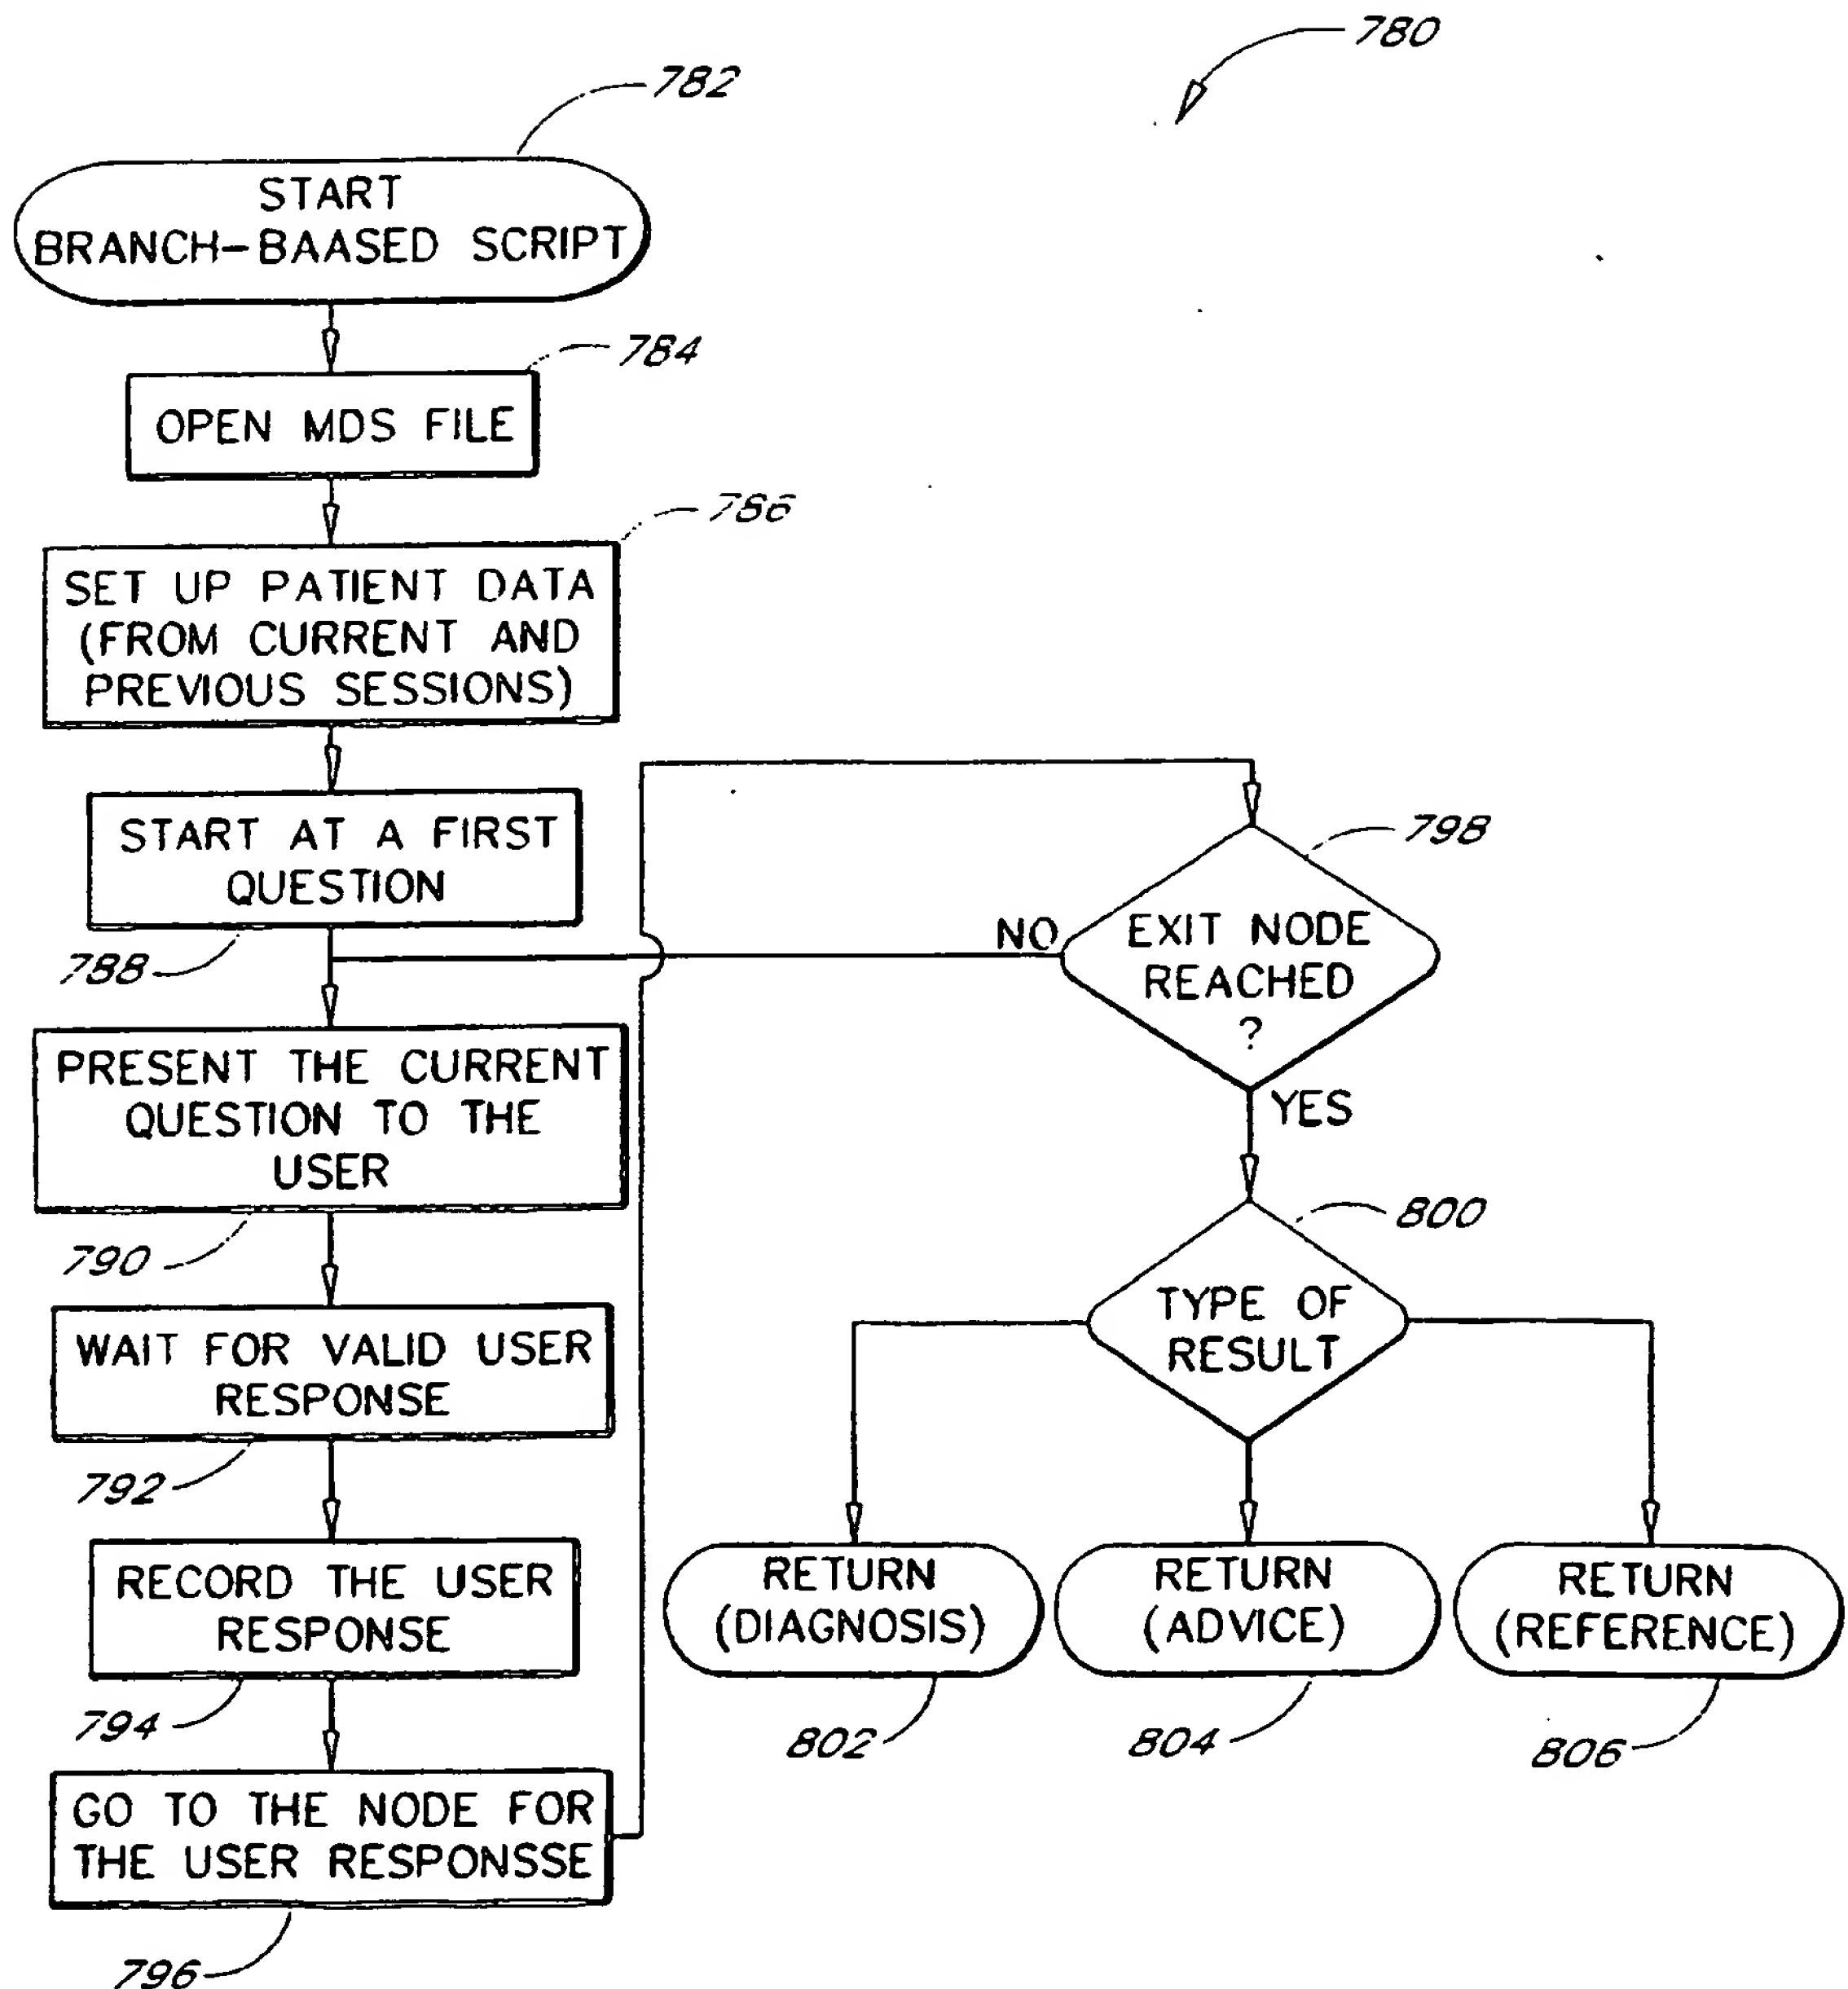 780
782
START
BRANCH-BAASED SCRIPT
784
OPEN MDS FILE
786
SET UP PATIENT DATA
(FROM CURRENT AND
PREVIOUS SESSIONS)
START AT A FIRST
QUESTION
788
PRESENT THE CURRENT
QUESTION TO THE
USER
790
WAIT FOR VALID USER
RESPONSE
792
RECORD THE USER
RESPONSE
794
GO TO THE NODE FOR
THE USER RESPONSSE
796
798
NO
EXIT NODE
REACHED
?
YES
800
TYPE OF
RESULT
RETURN
(DIAGNOSIS)
802
RETURN
(ADVICE)
804
RETURN
(REFERENCE)
806